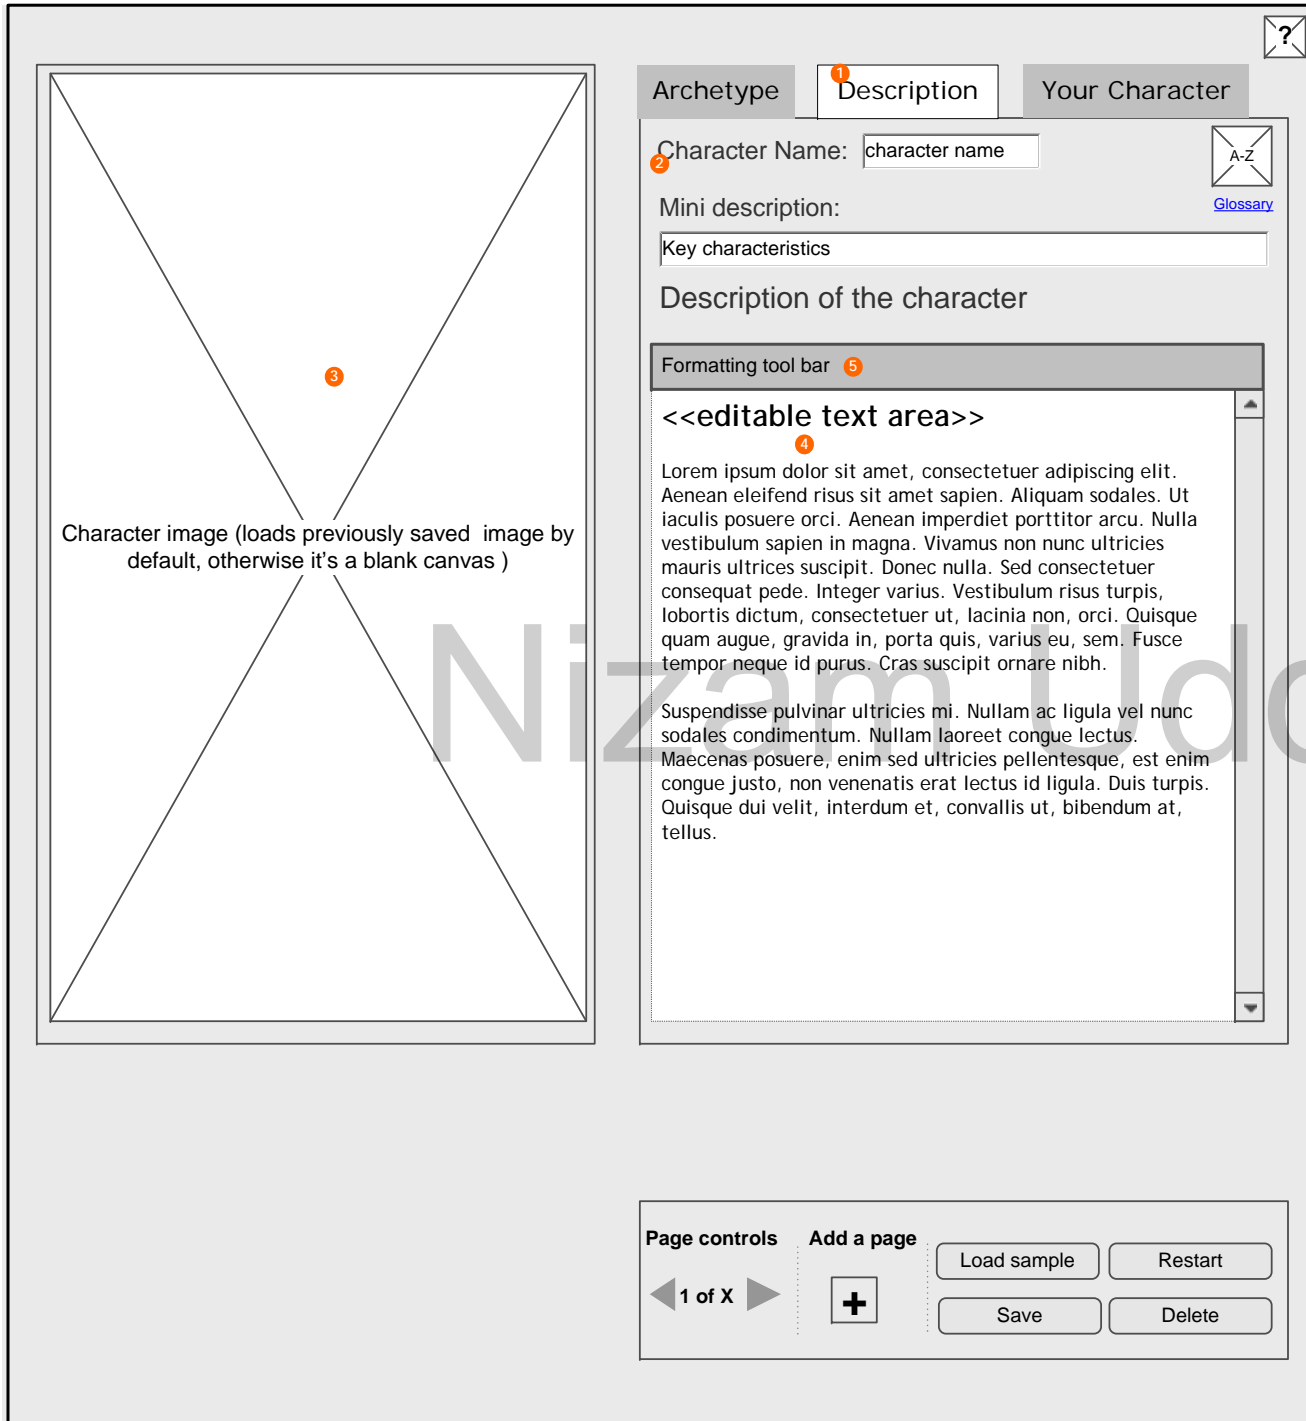 ?
Archetype
1
Description
Your Character
2
Character Name:
character name
A-Z
Glossary
Mini description:
Key characteristics
Description of the character
3
Character image (loads previously saved  image by
default, otherwise it's a blank canvas )
Formatting tool bar
5
<<editable text area>>
4
Lorem ipsum dolor sit amet, consectetuer adipiscing elit.
Aenean eleifend risus sit amet sapien. Aliquam sodales. Ut
iaculis posuere orci. Aenean imperdiet porttitor arcu. Nulla
vestibulum sapien in magna. Vivamus non nunc ultricies
mauris ultrices suscipit. Donec nulla. Sed consectetuer
consequat pede. Integer varius. Vestibulum risus turpis,
lobortis dictum, consectetuer ut, lacinia non, orci. Quisque
quam augue, gravida in, porta quis, varius eu, sem. Fusce
tempor neque id purus. Cras suscipit ornare nibh.
Suspendisse pulvinar ultricies mi. Nullam ac ligula vel nunc
sodales condimentum. Nullam laoreet congue lectus.
Maecenas posuere, enim sed ultricies pellentesque, est enim
congue justo, non venenatis erat lectus id ligula. Duis turpis.
Quisque dui velit, interdum et, convallis ut, bibendum at,
tellus.
Nizam
Page controls
1 of X
Add a page
+
Load sample
Restart
Save
Delete